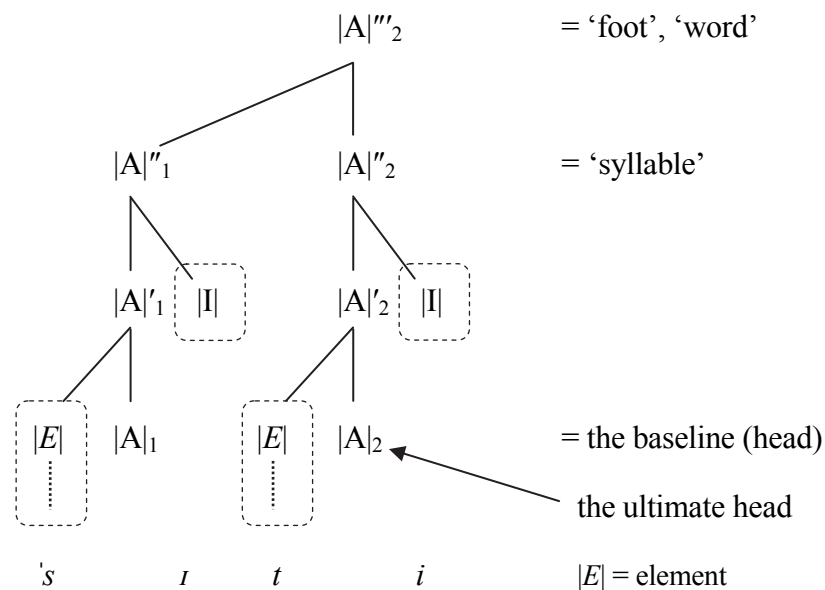 |A|‴₂ = ‘foot’, ‘word’
|A|″₁ |A|″₂ = ‘syllable’
|A|′₁ |I| |A|′₂ |I|
|E| |A|₁ |E| |A|₂ = the baseline (head)
the ultimate head
ˈs ɪ t i |E| = element